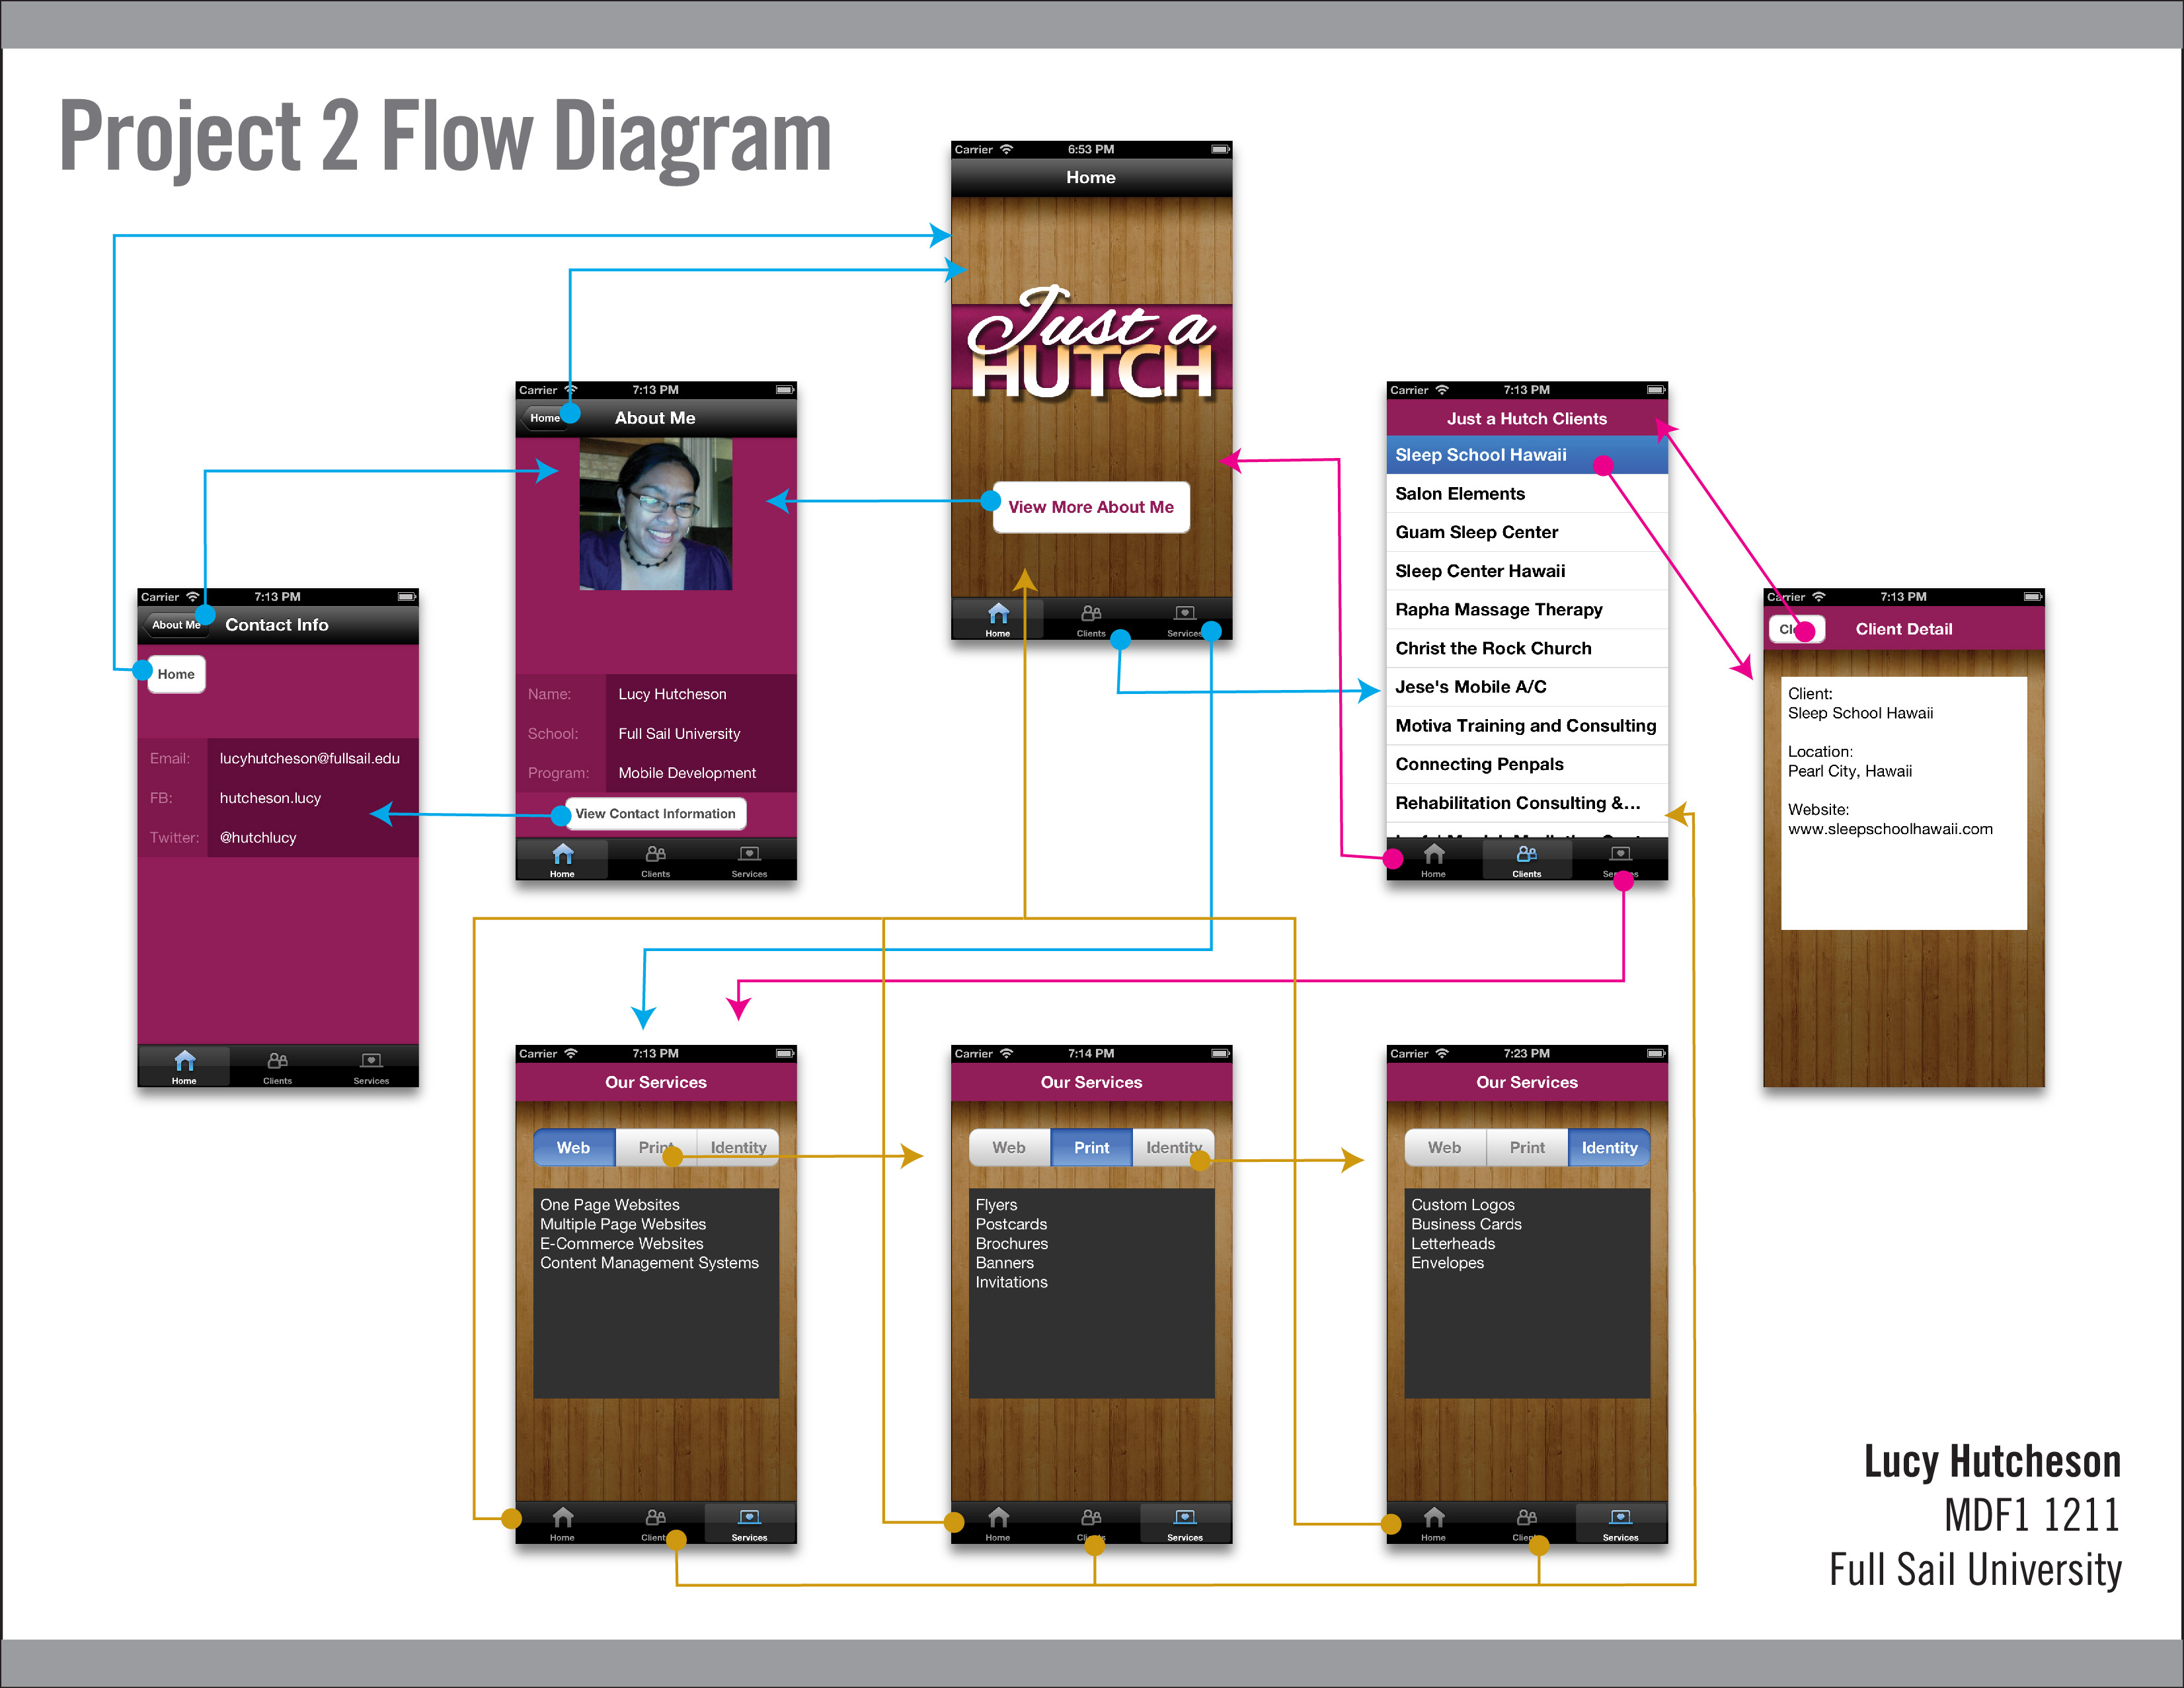 Project 2 Flow Diagram
Carrier 6:53 PM
Home
Just a
HUTCH
View More About Me
Home Clients Services
Carrier 7:13 PM
Home About Me
Name: Lucy Hutcheson
School: Full Sail University
Program: Mobile Development
View Contact Information
Home Clients Services
Carrier 7:13 PM
Just a Hutch Clients
Sleep School Hawaii
Salon Elements
Guam Sleep Center
Sleep Center Hawaii
Rapha Massage Therapy
Christ the Rock Church
Jese's Mobile A/C
Motiva Training and Consulting
Connecting Penpals
Rehabilitation Consulting &...
Home Clients Services
Carrier 7:13 PM
About Me Contact Info
Home
Email: lucyhutcheson@fullsail.edu
FB: hutcheson.lucy
Twitter: @hutchlucy
Home Clients Services
Carrier 7:13 PM
Client Detail
Client:
Sleep School Hawaii
Location:
Pearl City, Hawaii
Website:
www.sleepschoolhawaii.com
Carrier 7:13 PM
Our Services
Web Print Identity
One Page Websites
Multiple Page Websites
E-Commerce Websites
Content Management Systems
Home Clients Services
Carrier 7:14 PM
Our Services
Web Print Identity
Flyers
Postcards
Brochures
Banners
Invitations
Home Clients Services
Carrier 7:23 PM
Our Services
Web Print Identity
Custom Logos
Business Cards
Letterheads
Envelopes
Home Clients Services
Lucy Hutcheson
MDF1 1211
Full Sail University